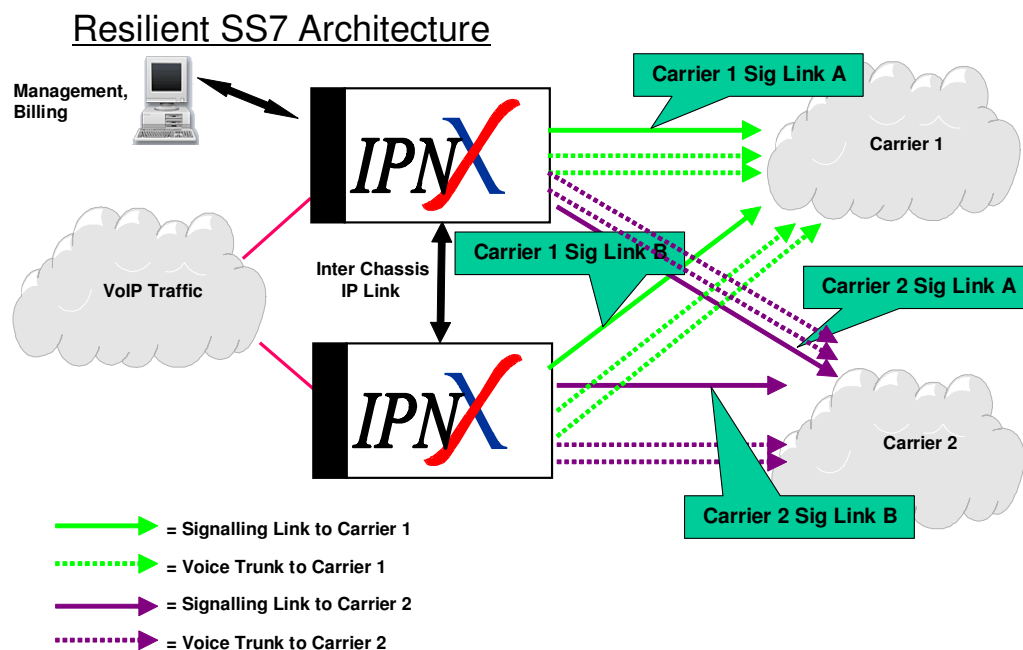 Resilient SS7 Architecture
Management,
Billing
IPNX
Carrier 1 Sig Link A
Carrier 1
VoIP Traffic
Inter Chassis
IP Link
Carrier 1 Sig Link B
Carrier 2 Sig Link A
IPNX
Carrier 2
Carrier 2 Sig Link B
= Signalling Link to Carrier 1
= Voice Trunk to Carrier 1
= Signalling Link to Carrier 2
= Voice Trunk to Carrier 2